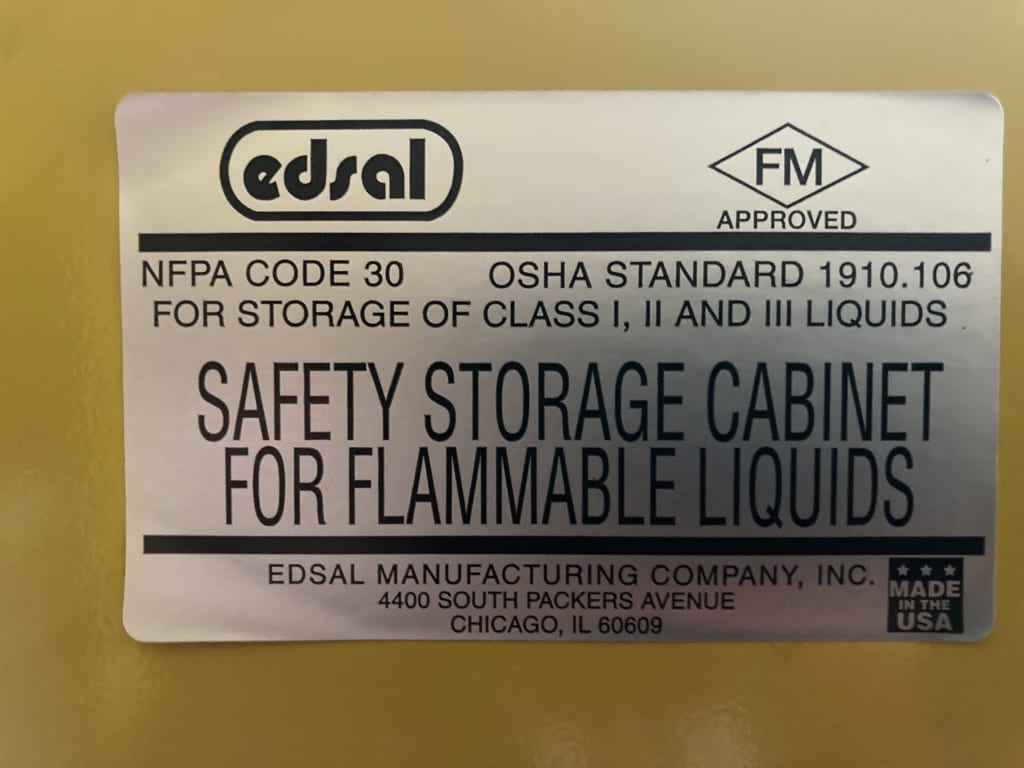 edsal
FM
APPROVED
NFPA CODE 30 OSHA STANDARD 1910.106
FOR STORAGE OF CLASS I, II AND III LIQUIDS
SAFETY STORAGE CABINET
FOR FLAMMABLE LIQUIDS
EDSAL MANUFACTURING COMPANY, INC.
4400 SOUTH PACKERS AVENUE
CHICAGO, IL 60609
MADE
IN THE
USA